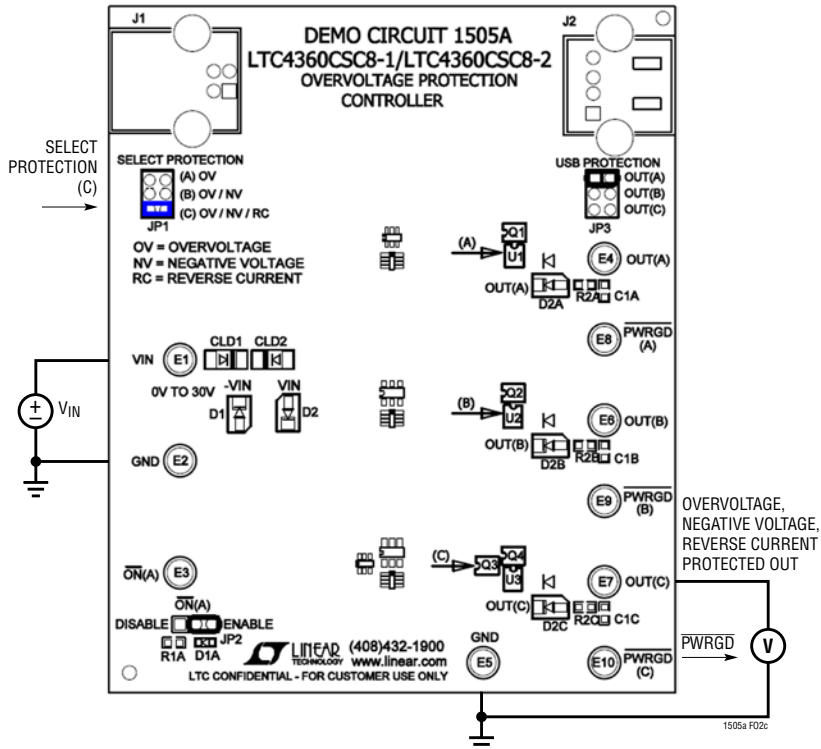 J1
J2
DEMO CIRCUIT 1505A
LTC4360CSC8-1/LTC4360CSC8-2
OVERVOLTAGE PROTECTION
CONTROLLER
SELECT
PROTECTION
(C)
SELECT PROTECTION
(A) OV
(B) OV / NV
(C) OV / NV / RC
JP1
OV = OVERVOLTAGE
NV = NEGATIVE VOLTAGE
RC = REVERSE CURRENT
USB PROTECTION
OUT(A)
OUT(B)
OUT(C)
JP3
(A)
Q1
U1
E4 OUT(A)
OUT(A)
D2A
R2A
C1A
E8 PWRGD
(A)
VIN
E1
CLD1
CLD2
0V TO 30V
-VIN
VIN
D1
D2
+
−
VIN
GND
E2
(B)
Q2
U2
E6 OUT(B)
OUT(B)
D2B
R2B
C1B
E9 PWRGD
(B)
OVERVOLTAGE,
NEGATIVE VOLTAGE,
REVERSE CURRENT
PROTECTED OUT
(C)
Q3
Q4
U3
E7 OUT(C)
OUT(C)
D2C
R2C
C1C
ON(A)
E3
ON(A)
DISABLE
ENABLE
JP2
R1A
D1A
LINEAR
TECHNOLOGY
(408)432-1900
www.linear.com
LTC CONFIDENTIAL - FOR CUSTOMER USE ONLY
GND
E5
E10 PWRGD
(C)
PWRGD
V
1505a F02c